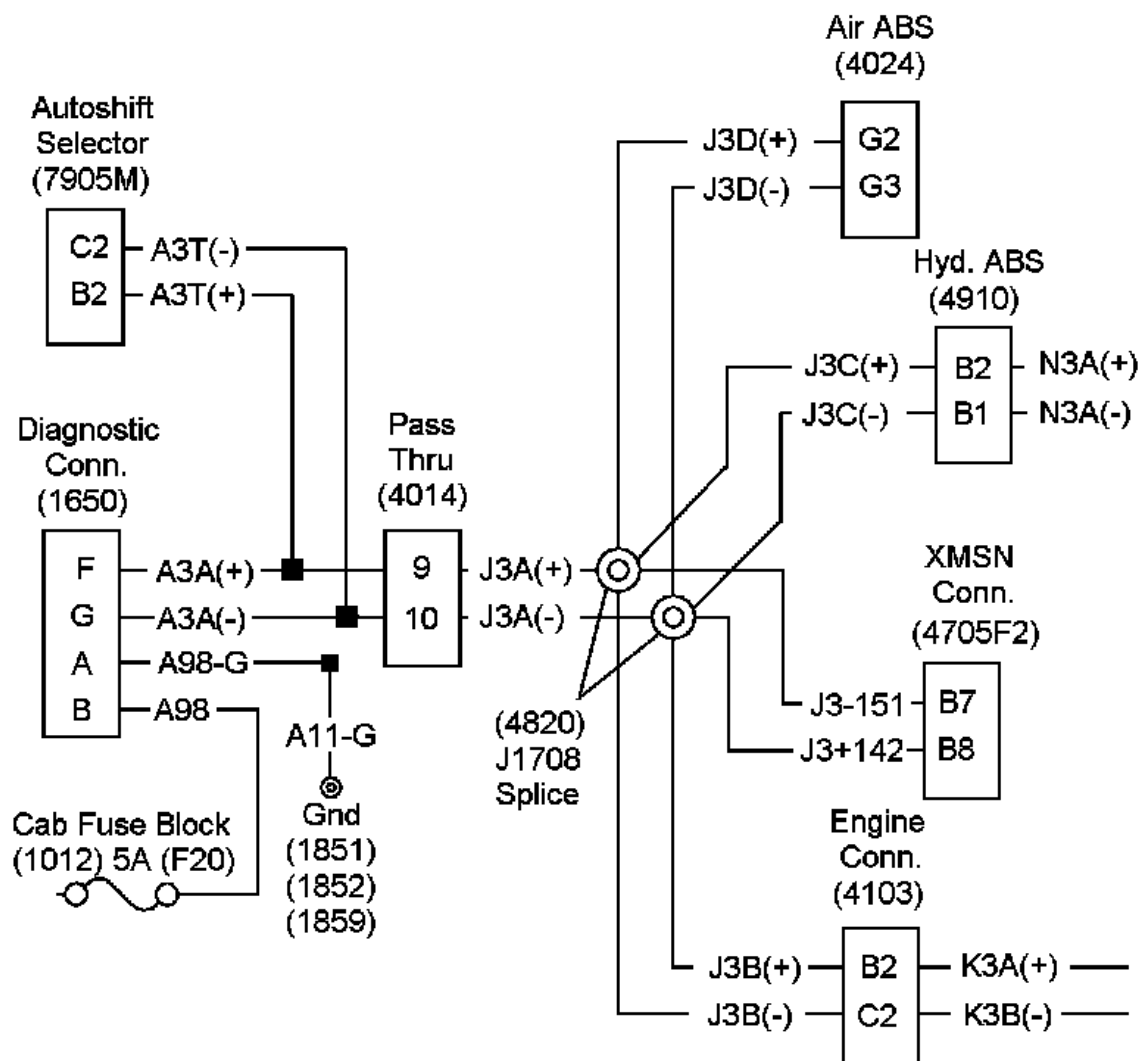 Air ABS
(4024)
J3D(+) G2
J3D(-) G3
Autoshift
Selector
(7905M)
C2 A3T(-)
B2 A3T(+)
Hyd. ABS
(4910)
J3C(+) B2 N3A(+)
J3C(-) B1 N3A(-)
Diagnostic
Conn.
(1650)
F A3A(+)
G A3A(-)
A A98-G
B A98
A11-G
Gnd
(1851)
(1852)
(1859)
Cab Fuse Block
(1012) 5A (F20)
Pass
Thru
(4014)
9 J3A(+)
10 J3A(-)
(4820)
J1708
Splice
XMSN
Conn.
(4705F2)
J3-151 B7
J3+142 B8
Engine
Conn.
(4103)
J3B(+) B2 K3A(+)
J3B(-) C2 K3B(-)